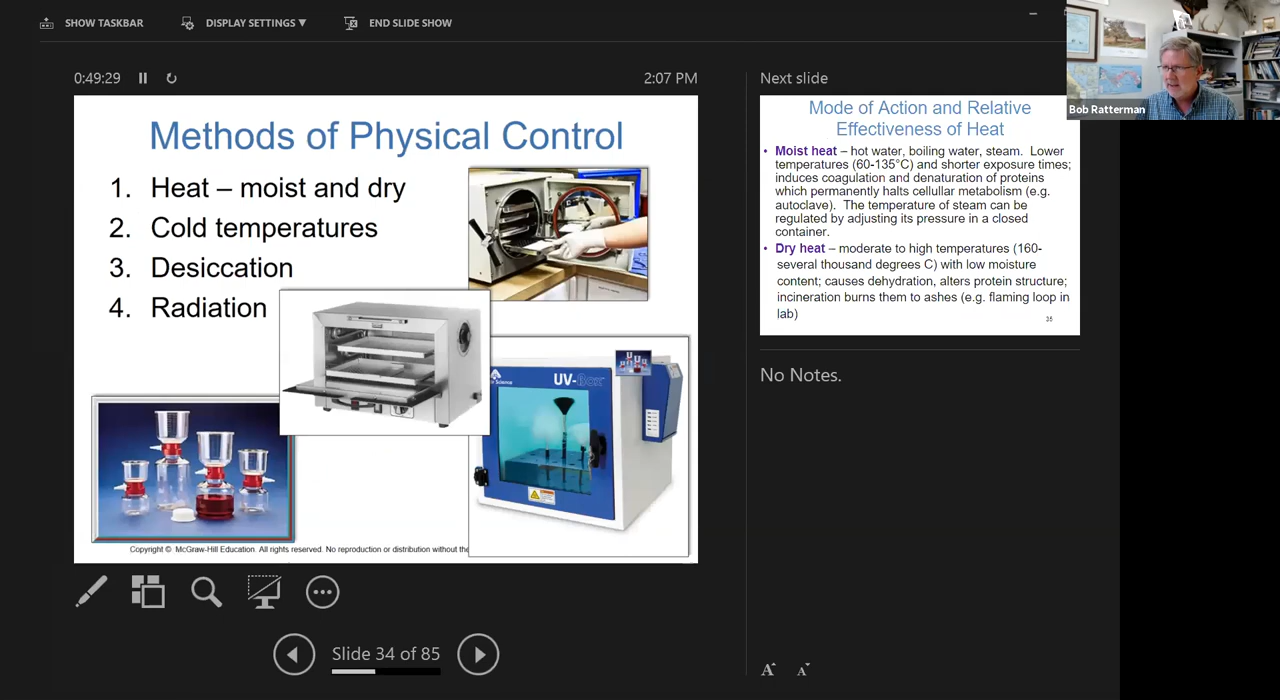 SHOW TASKBAR
DISPLAY SETTINGS ▼
END SLIDE SHOW
0:49:29
2:07 PM
Methods of Physical Control
1. Heat – moist and dry
2. Cold temperatures
3. Desiccation
4. Radiation
UV-Box
Copyright © McGraw-Hill Education. All rights reserved. No reproduction or distribution without the
Slide 34 of 85
Next slide
Mode of Action and Relative
Effectiveness of Heat
• Moist heat – hot water, boiling water, steam. Lower
temperatures (60-135°C) and shorter exposure times;
induces coagulation and denaturation of proteins
which permanently halts cellular metabolism (e.g.
autoclave). The temperature of steam can be
regulated by adjusting its pressure in a closed
container.
• Dry heat – moderate to high temperatures (160-
several thousand degrees C) with low moisture
content; causes dehydration, alters protein structure;
incineration burns them to ashes (e.g. flaming loop in
lab)
35
No Notes.
A A
Bob Ratterman